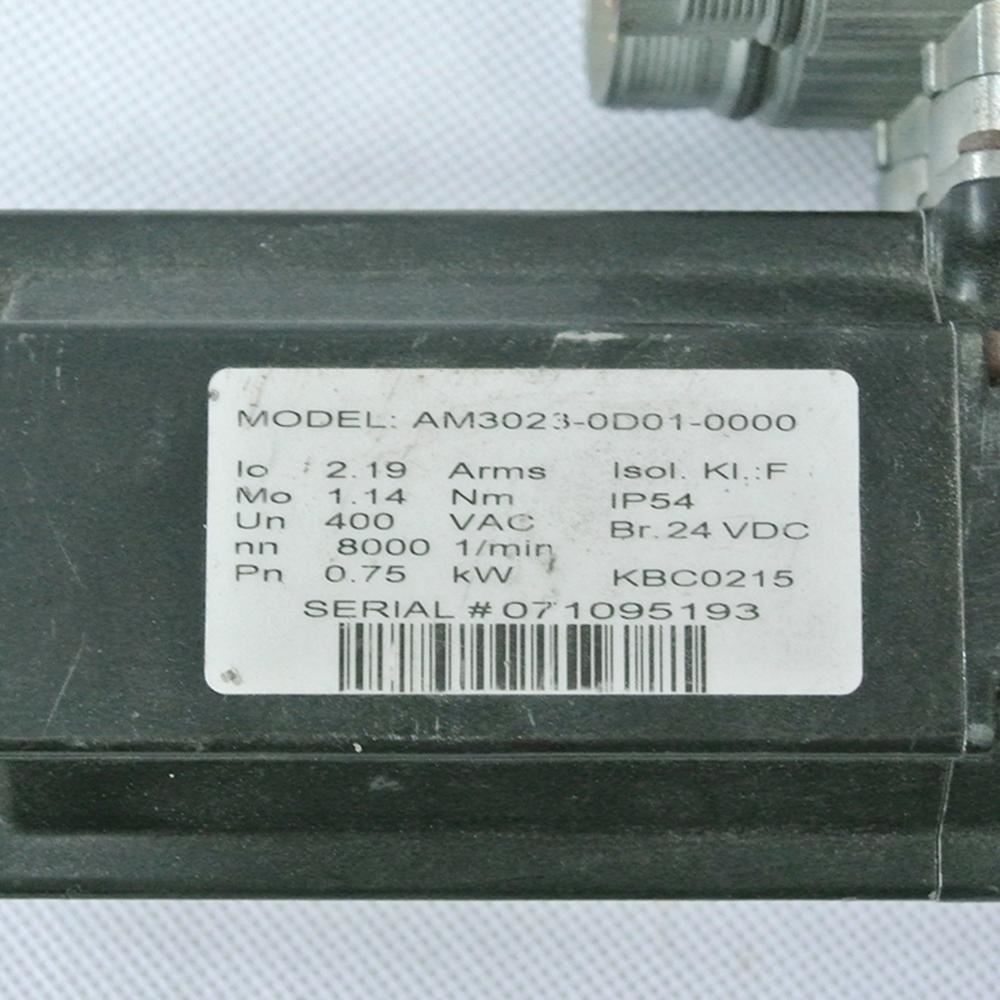 MODEL: AM3023-0D01-0000
Io : 2.19 Arms Isol. Kl.:F
Mo 1.14 Nm IP54
Un 400 VAC Br. 24 VDC
nn 8000 1/min
Pn 0.75 kW KBC0215
SERIAL # 071095193